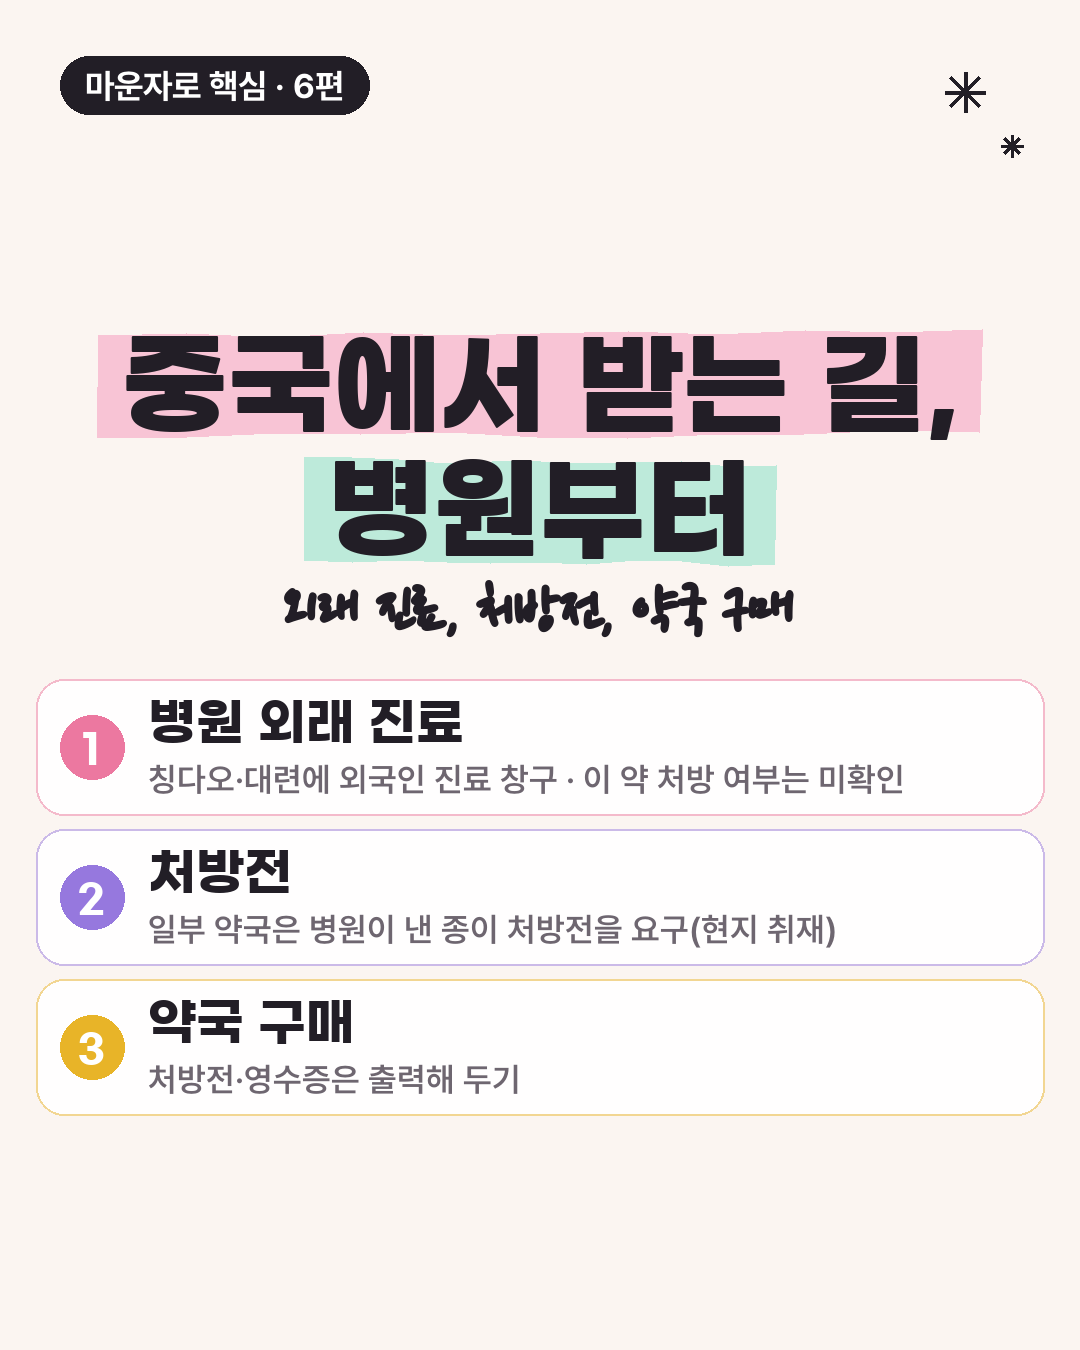 마운자로 핵심 · 6편
중국에서 받는 길,
병원부터
외래 진료, 처방전, 약국 구매
1
병원 외래 진료
칭다오·대련에 외국인 진료 창구 · 이 약 처방 여부는 미확인
2
처방전
일부 약국은 병원이 낸 종이 처방전을 요구(현지 취재)
3
약국 구매
처방전·영수증은 출력해 두기